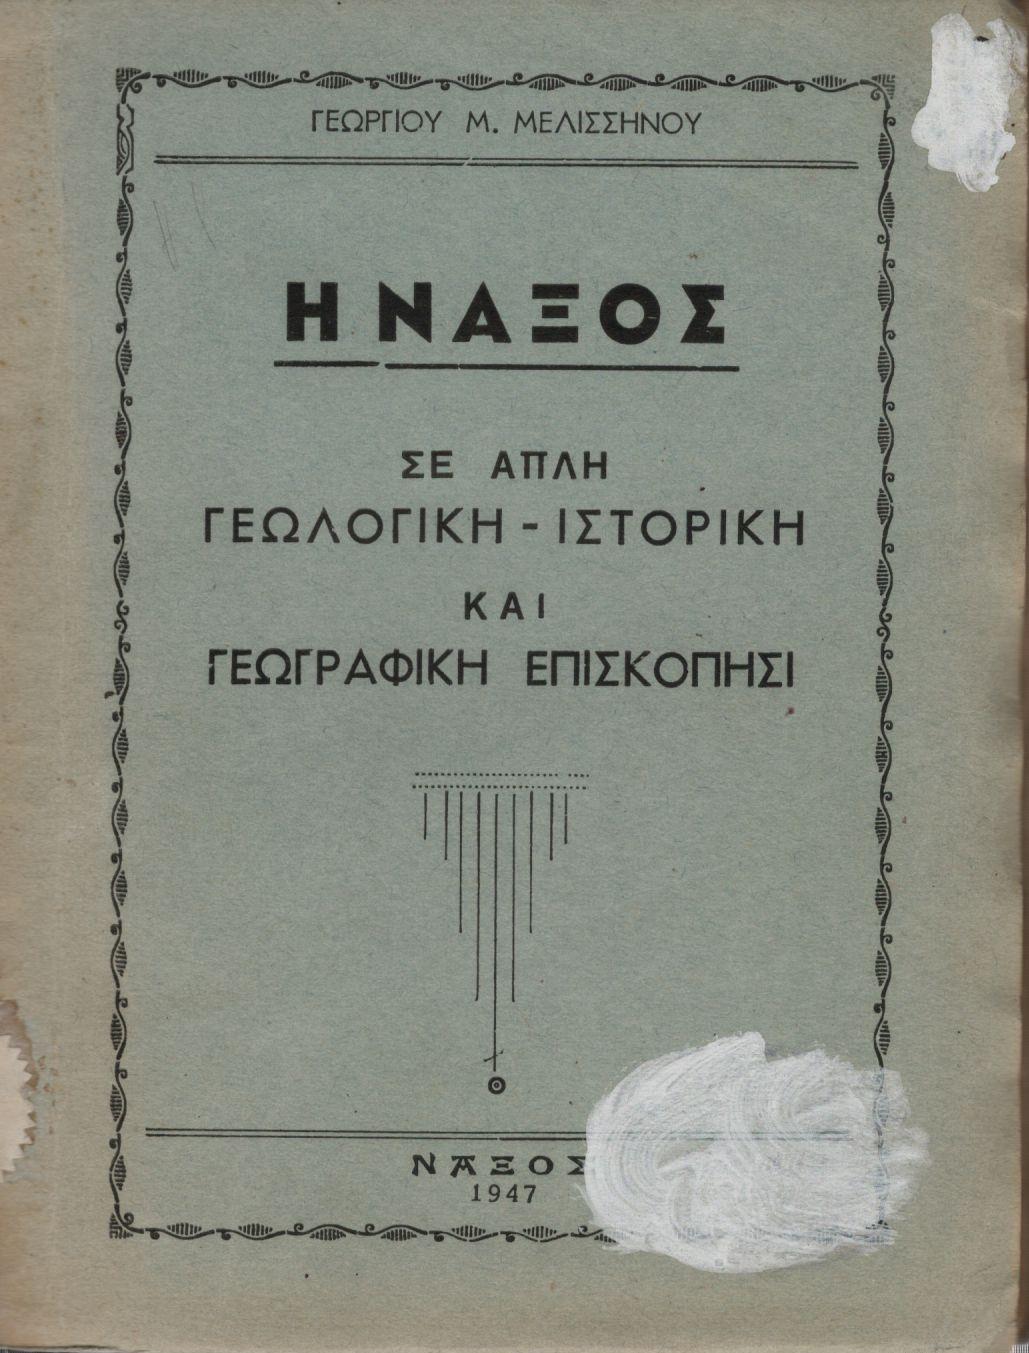 ΓΕΩΡΓΙΟΥ Μ. ΜΕΛΙΣΣΗΝΟΥ
Η ΝΑΞΟΣ
ΣΕ ΑΠΛΗ
ΓΕΩΛΟΓΙΚΗ - ΙΣΤΟΡΙΚΗ
ΚΑΙ
ΓΕΩΓΡΑΦΙΚΗ ΕΠΙΣΚΟΠΗΣΙ
ΝΑΞΟΣ
1947